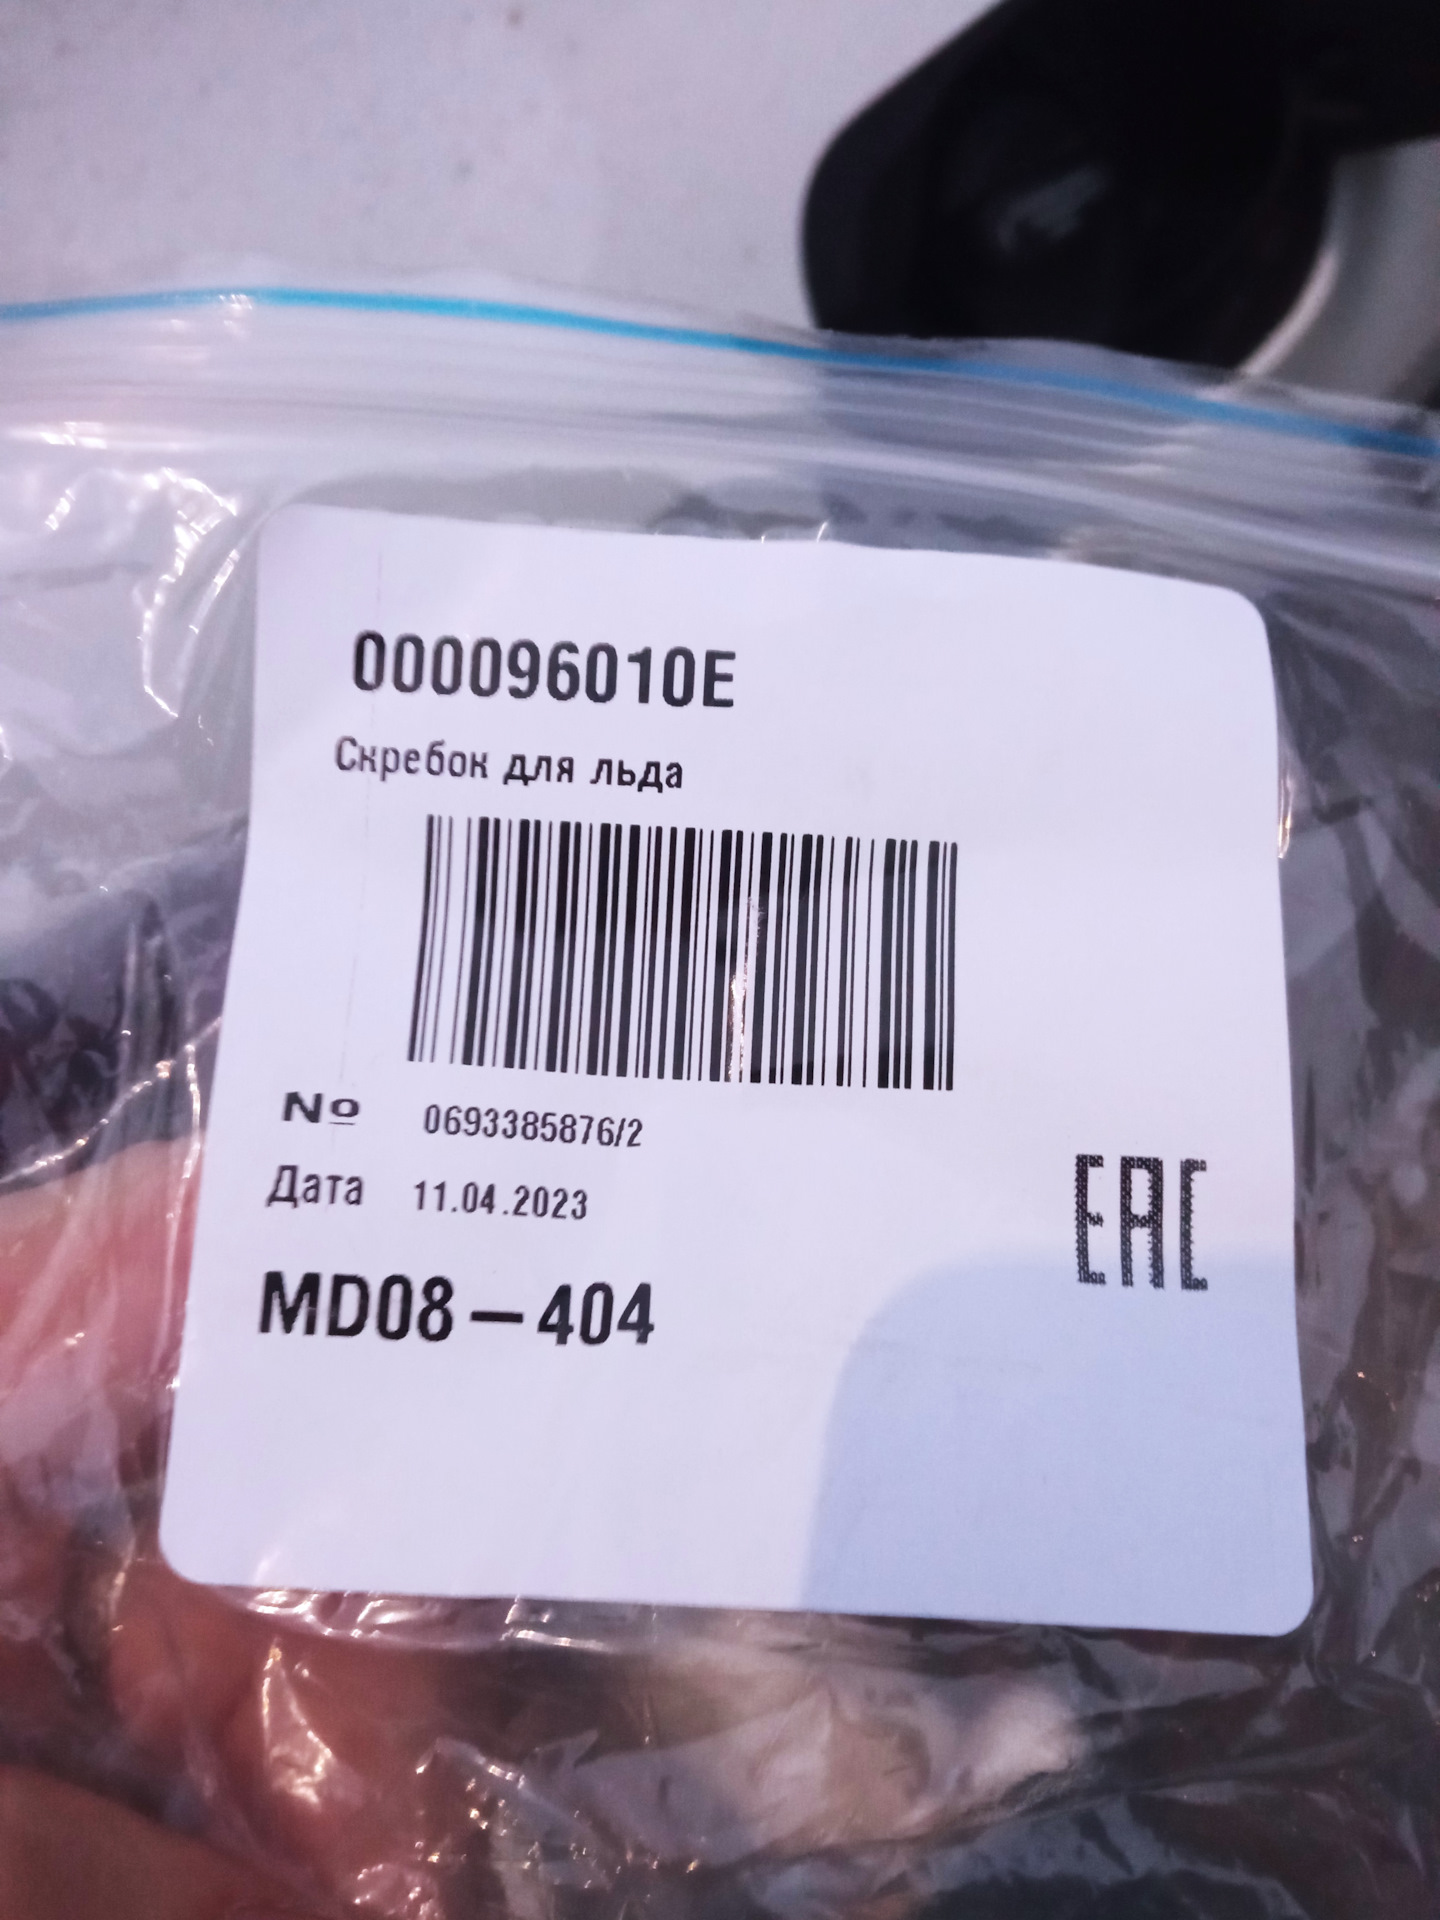 000096010E
Скребок для льда
№ 0693385876/2
Дата 11.04.2023
EAC
MD08-404